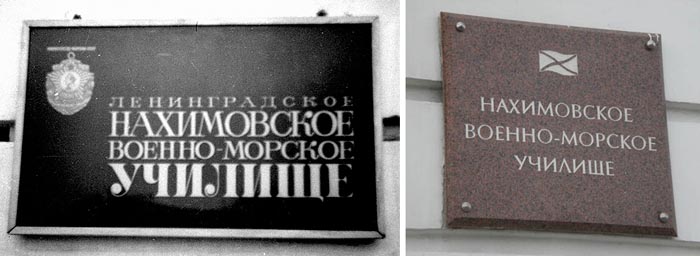 ЛЕНИНГРАДСКОЕ
НАХИМОВСКОЕ
ВОЕННО-МОРСКОЕ
УЧИЛИЩЕ
НАХИМОВСКОЕ
ВОЕННО-МОРСКОЕ
УЧИЛИЩЕ